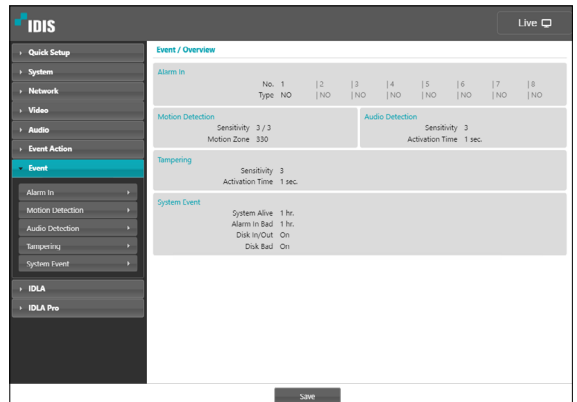 IDIS
Live
Quick Setup
System
Network
Video
Audio
Event Action
Event
Alarm In
Motion Detection
Audio Detection
Tampering
System Event
IDLA
IDLA Pro
Event / Overview
Alarm In
No. 1 | 2 | 3 | 4 | 5 | 6 | 7 | 8
Type NO | NO | NO | NO | NO | NO | NO | NO
Motion Detection
Sensitivity 3 / 3
Motion Zone 330
Audio Detection
Sensitivity 3
Activation Time 1 sec.
Tampering
Sensitivity 3
Activation Time 1 sec.
System Event
System Alive 1 hr.
Alarm In Bad 1 hr.
Disk In/Out On
Disk Bad On
Save